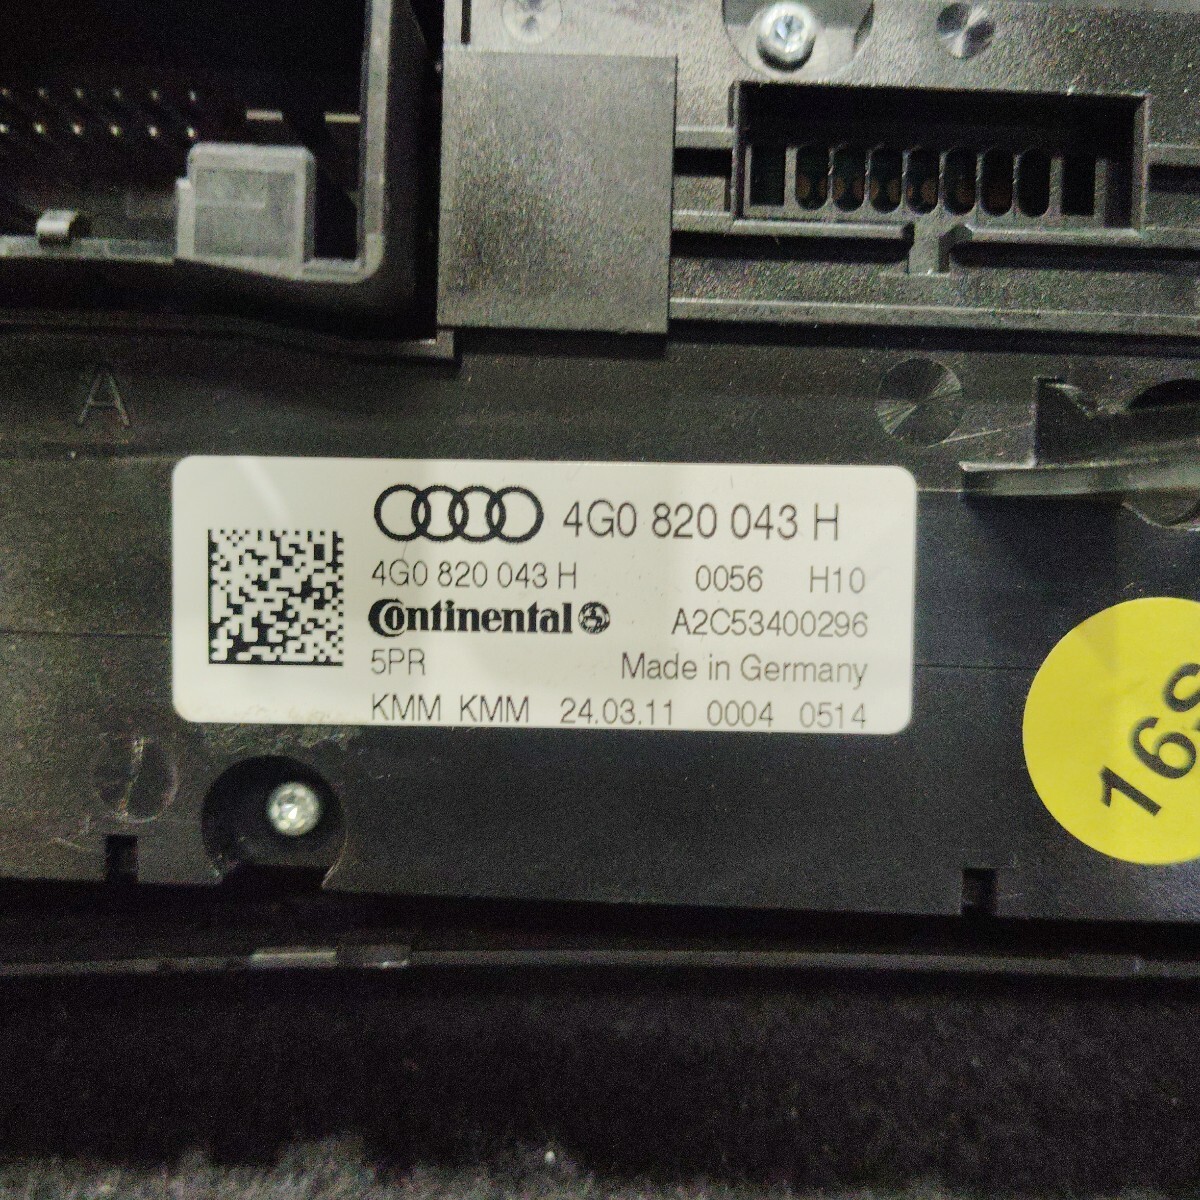 A
4G0 820 043 H
4G0 820 043 H 0056 H10
Continental A2C53400296
5PR Made in Germany
KMM KMM 24.03.11 0004 0514
16